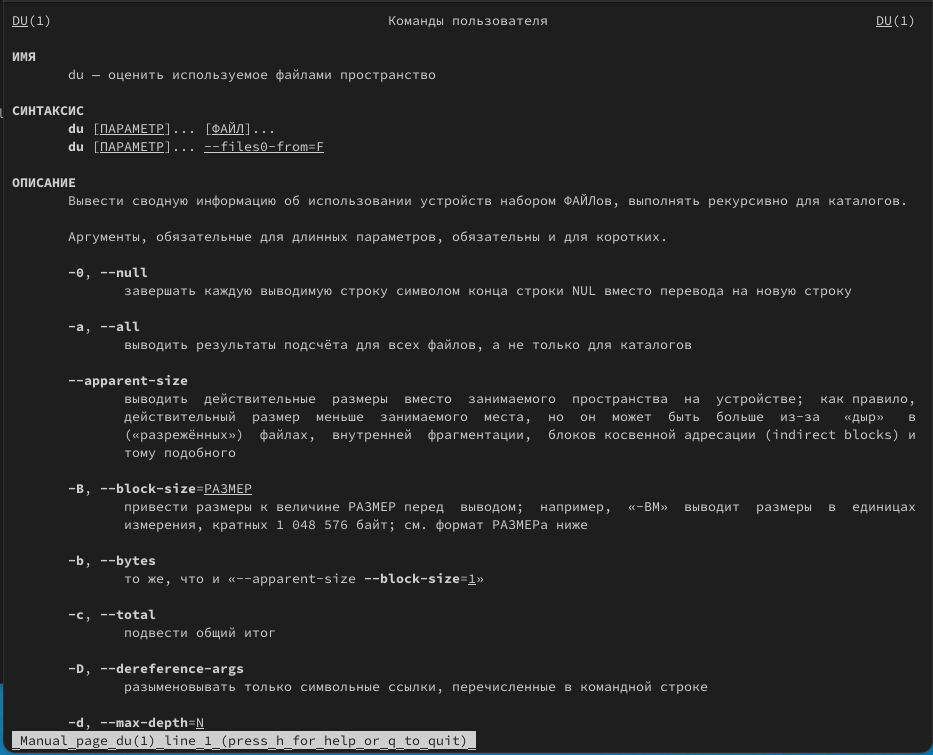 DU(1) Команды пользователя DU(1)
ИМЯ
du — оценить используемое файлами пространство
СИНТАКСИС
du [ПАРАМЕТР]... [ФАЙЛ]...
du [ПАРАМЕТР]... --files0-from=F
ОПИСАНИЕ
Вывести сводную информацию об использовании устройств набором ФАЙЛов, выполнять рекурсивно для каталогов.
Аргументы, обязательные для длинных параметров, обязательны и для коротких.
-0, --null
завершать каждую выводимую строку символом конца строки NUL вместо перевода на новую строку
-a, --all
выводить результаты подсчёта для всех файлов, а не только для каталогов
--apparent-size
выводить действительные размеры вместо занимаемого пространства на устройстве; как правило,
действительный размер меньше занимаемого места, но он может быть больше из-за «дыр» в
(«разрежённых») файлах, внутренней фрагментации, блоков косвенной адресации (indirect blocks) и
тому подобного
-B, --block-size=РАЗМЕР
привести размеры к величине РАЗМЕР перед выводом; например, «-BM» выводит размеры в единицах
измерения, кратных 1 048 576 байт; см. формат РАЗМЕРа ниже
-b, --bytes
то же, что и «--apparent-size --block-size=1»
-c, --total
подвести общий итог
-D, --dereference-args
разыменовывать только символьные ссылки, перечисленные в командной строке
-d, --max-depth=N
Manual page du(1) line 1 (press h for help or q to quit)